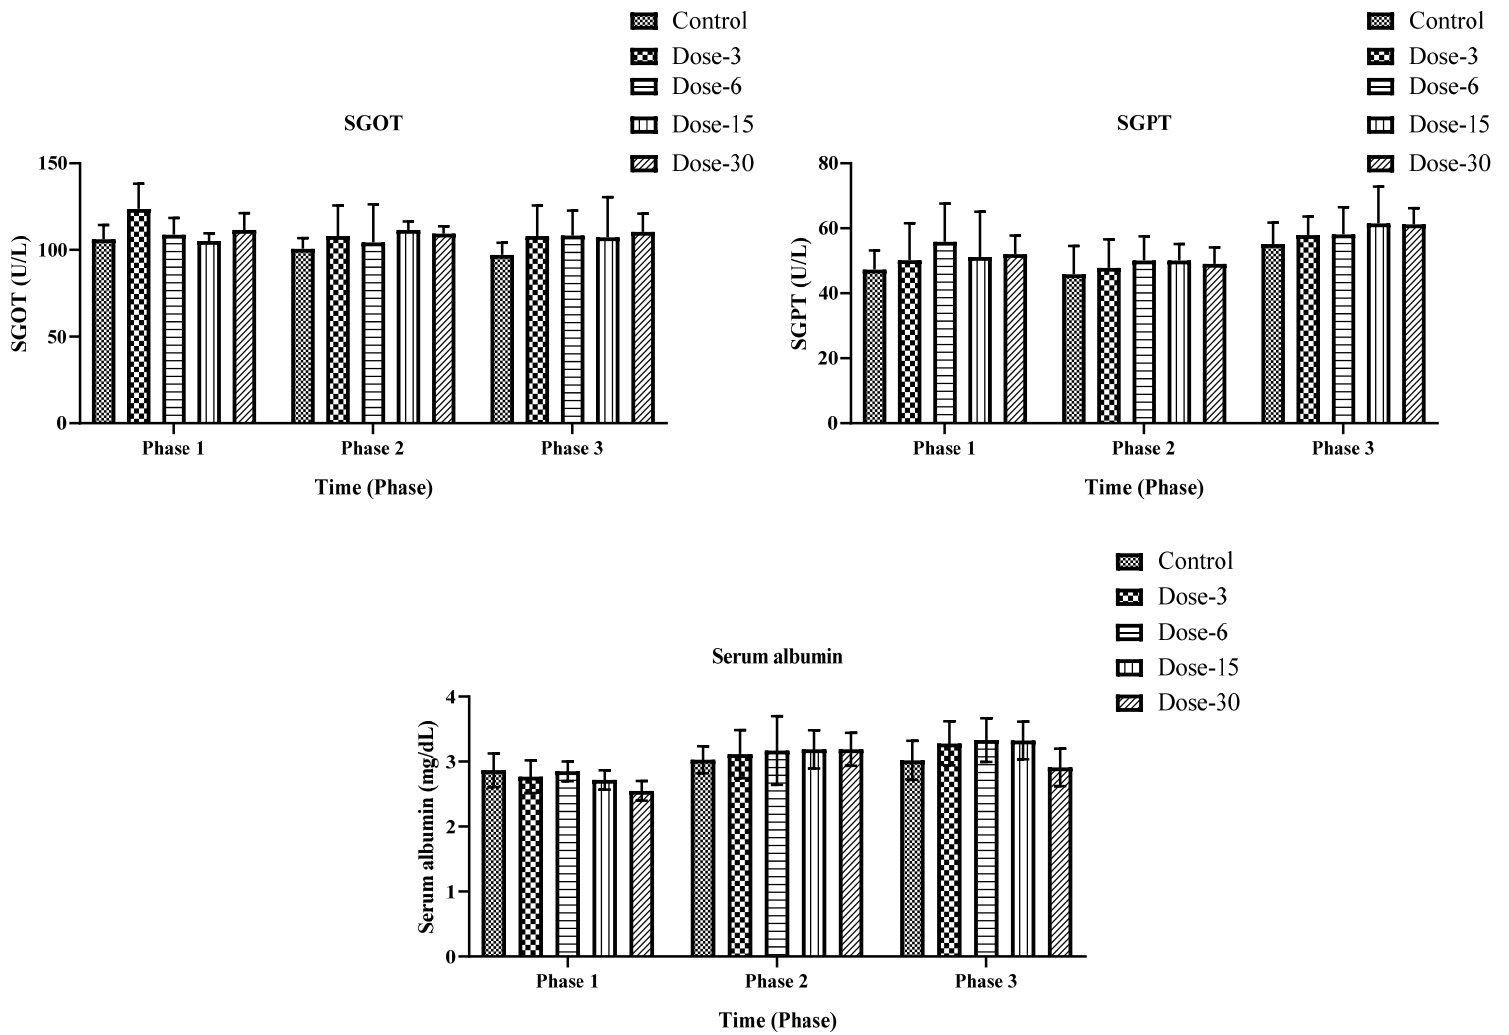 Control
Dose-3
Dose-6
Dose-15
Dose-30
SGOT
SGOT (U/L)
150
100
50
0
Phase 1
Phase 2
Phase 3
Time (Phase)
Control
Dose-3
Dose-6
Dose-15
Dose-30
SGPT
SGPT (U/L)
80
60
40
20
0
Phase 1
Phase 2
Phase 3
Time (Phase)
Control
Dose-3
Dose-6
Dose-15
Dose-30
Serum albumin
Serum albumin (mg/dL)
4
3
2
1
0
Phase 1
Phase 2
Phase 3
Time (Phase)